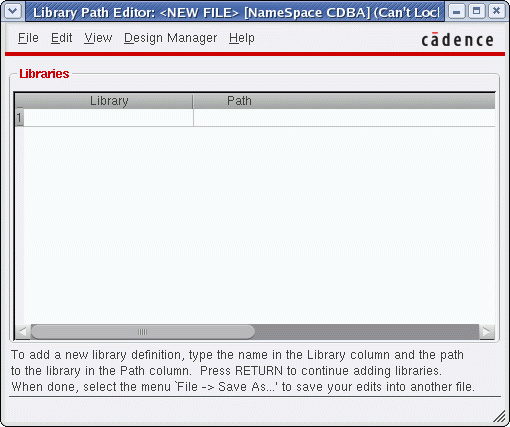 Library Path Editor: <NEW FILE> [NameSpace CDBA] (Can't Loc
File Edit View Design Manager Help
cādence
Libraries
Library Path
1
To add a new library definition, type the name in the Library column and the path
to the library in the Path column. Press RETURN to continue adding libraries.
When done, select the menu `File -> Save As...' to save your edits into another file.